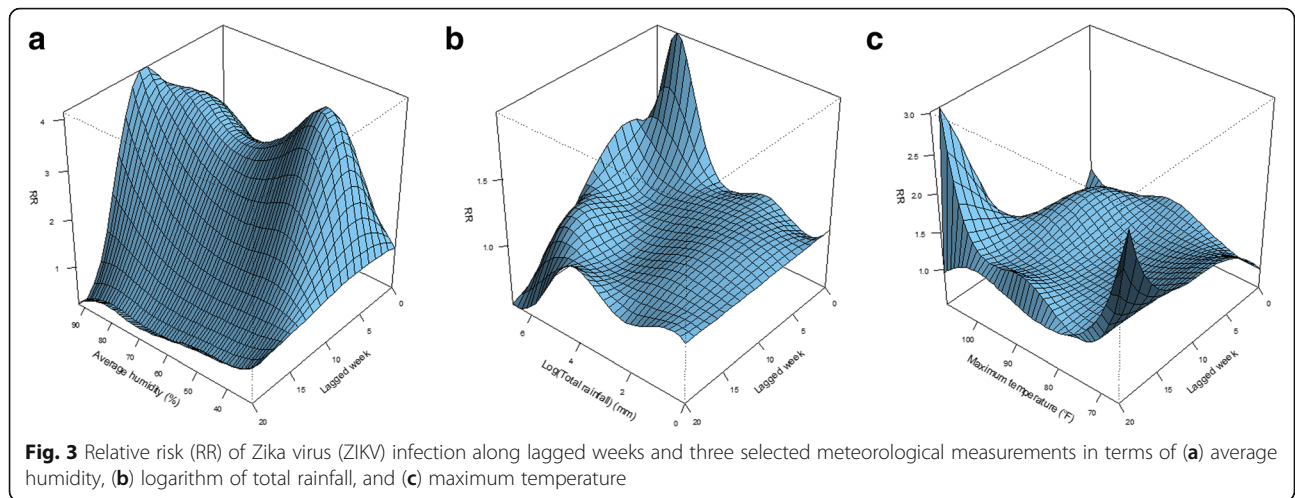 a
b
c
RR
4
3
2
1
90
80
70
60
50
40
Average humidity (%)
20
15
10
5
0
Lagged week
RR
1.5
1.0
6
4
2
0
Log(Total rainfall) (mm)
20
15
10
5
0
Lagged week
RR
3.0
2.5
2.0
1.5
1.0
100
90
80
70
Maximum temperature (°F)
20
15
10
5
0
Lagged week
Fig. 3 Relative risk (RR) of Zika virus (ZIKV) infection along lagged weeks and three selected meteorological measurements in terms of (a) average
humidity, (b) logarithm of total rainfall, and (c) maximum temperature